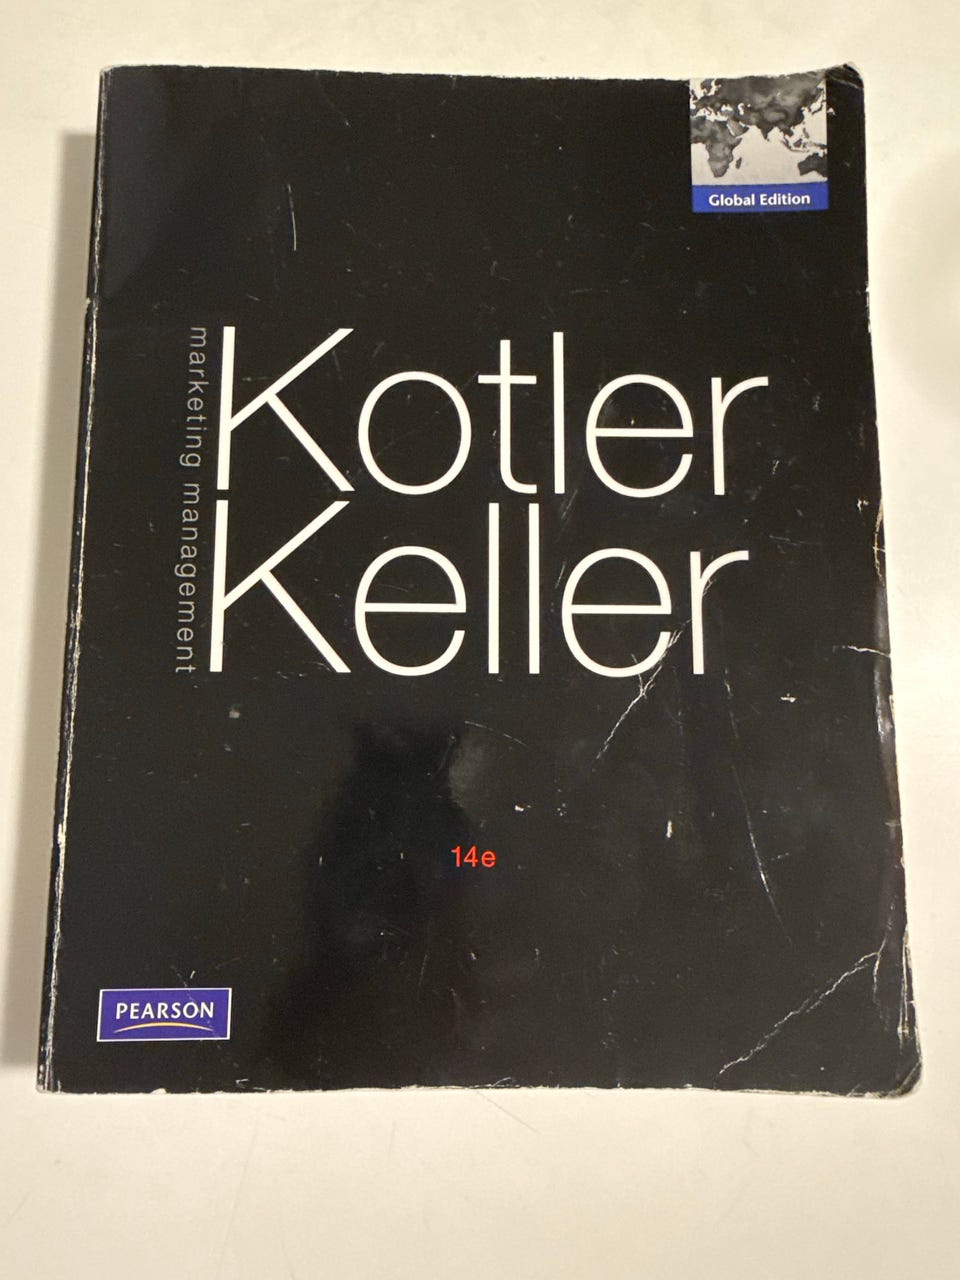 Global Edition
marketing management
Kotler
Keller
14e
PEARSON